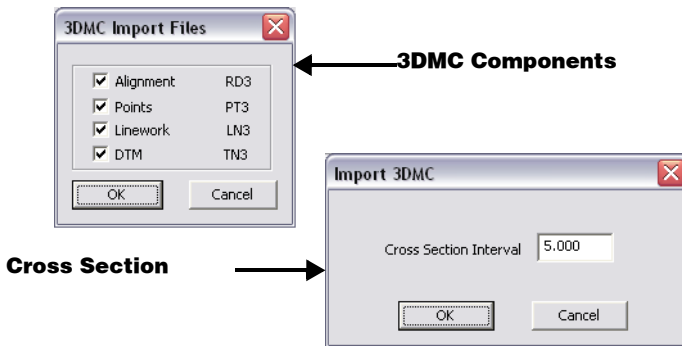 3DMC Import Files
3DMC Components
Alignment RD3
Points PT3
Linework LN3
DTM TN3
OK Cancel
Import 3DMC
Cross Section Interval 5.000
Cross Section
OK Cancel